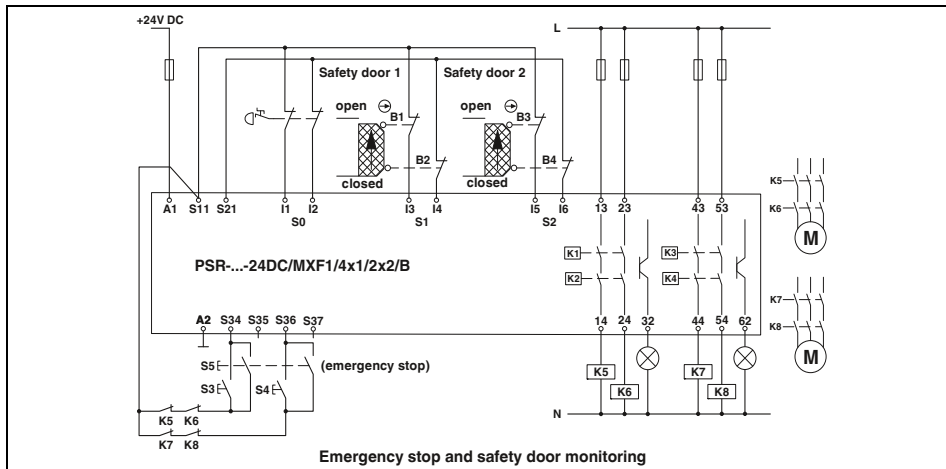 +24V DC
L
Safety door 1 Safety door 2
open open
B1 B3
B2 B4
closed closed
K5
K6
M
A1 S11 S21 I1 I2 I3 I4 I5 I6 13 23 43 53
S0 S1 S2
PSR-...-24DC/MXF1/4x1/2x2/B
K1 K3
K2 K4
K7
K8
M
A2 S34 S35 S36 S37 14 24 32 44 54 62
S5 (emergency stop)
S3 S4
K5 K7
K6 K8
K5 K6
N
K7 K8
Emergency stop and safety door monitoring